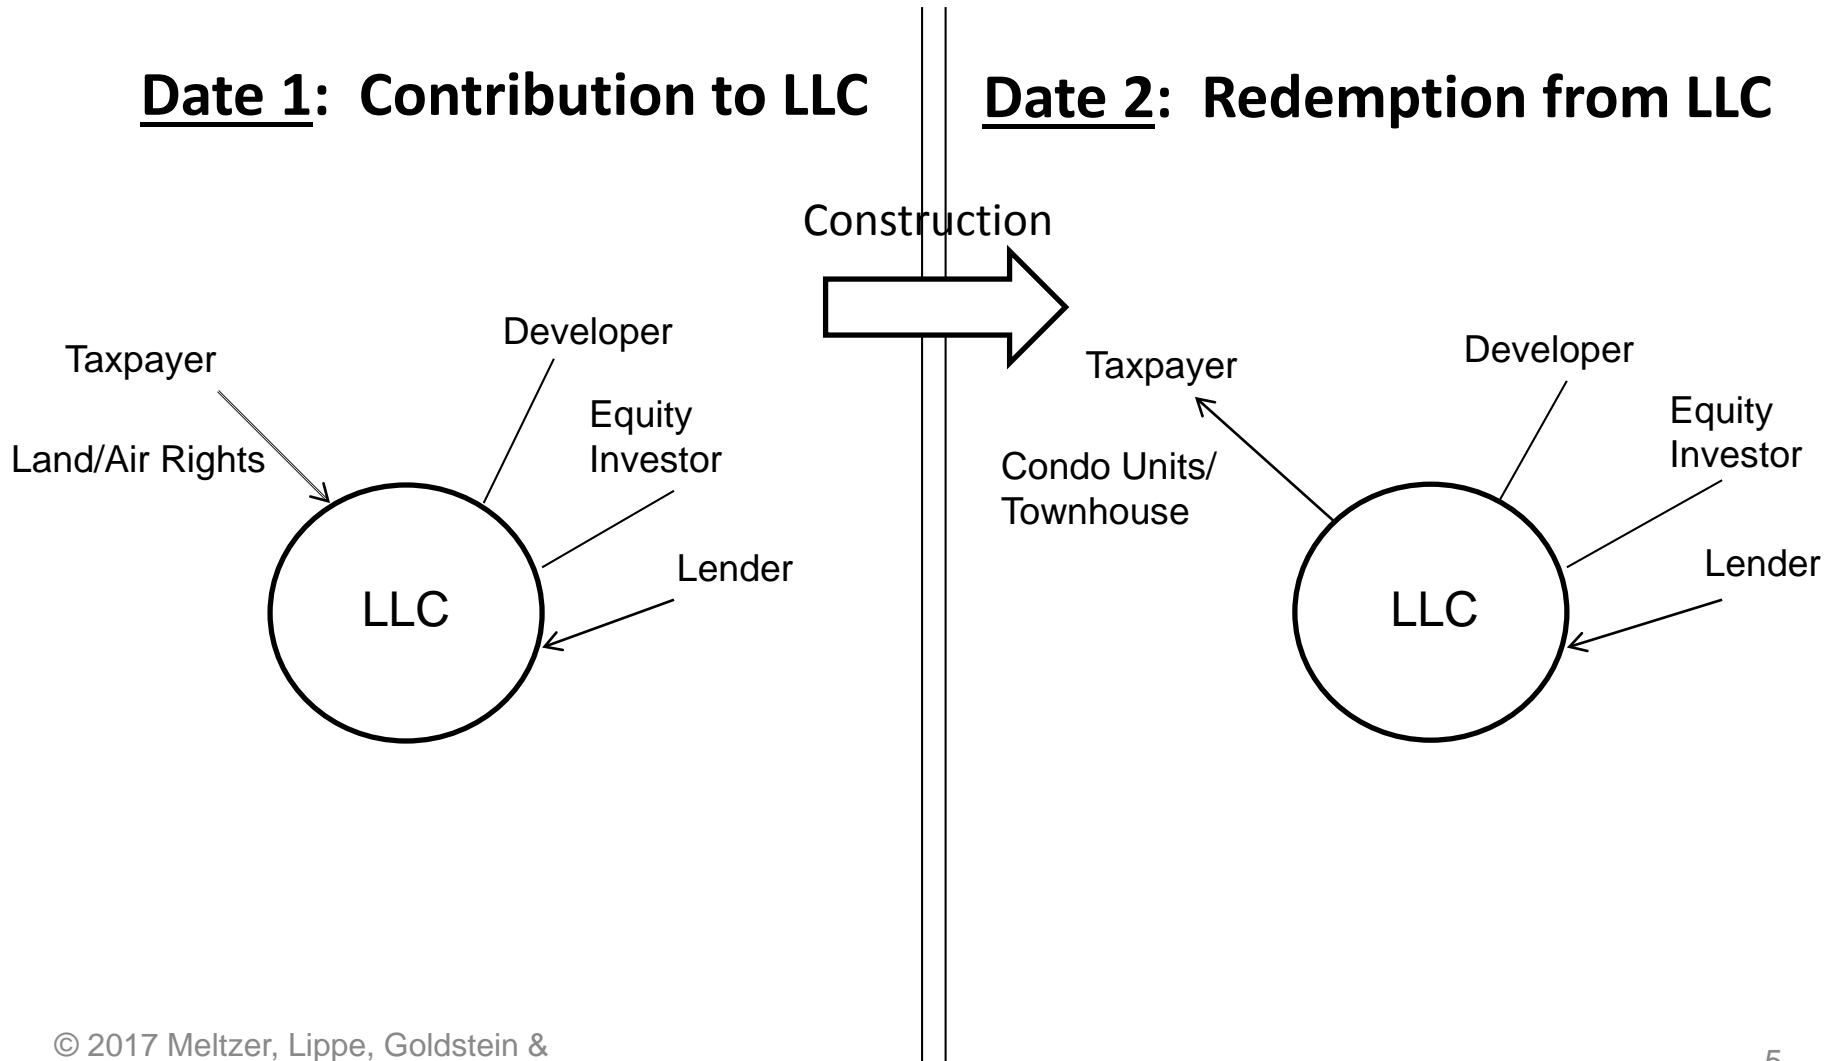 Date 1: Contribution to LLC
Date 2: Redemption from LLC
Construction
Taxpayer
Land/Air Rights
Developer
Equity
Investor
Lender
LLC
Taxpayer
Condo Units/
Townhouse
Developer
Equity
Investor
Lender
LLC
© 2017 Meltzer, Lippe, Goldstein &
5